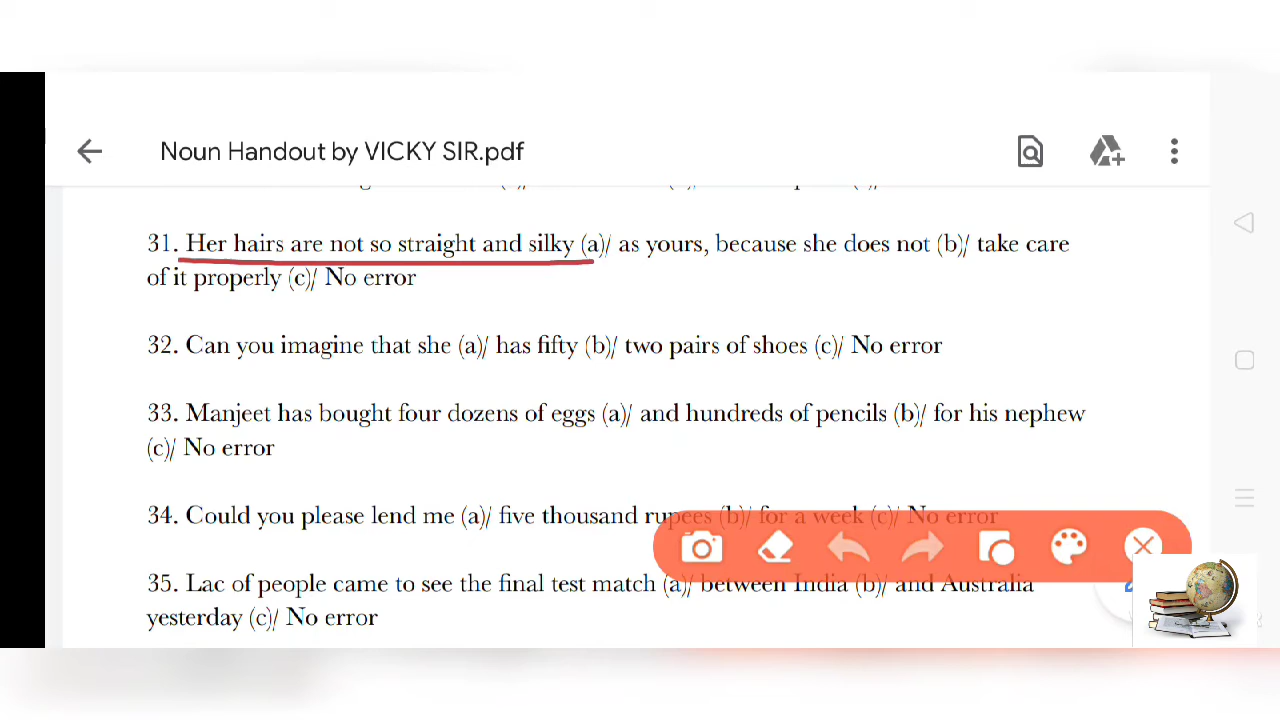 Noun Handout by VICKY SIR.pdf
31. Her hairs are not so straight and silky (a)/ as yours, because she does not (b)/ take care
of it properly (c)/ No error
32. Can you imagine that she (a)/ has fifty (b)/ two pairs of shoes (c)/ No error
33. Manjeet has bought four dozens of eggs (a)/ and hundreds of pencils (b)/ for his nephew
(c)/ No error
34. Could you please lend me (a)/ five thousand rupees (b)/ for a week (c)/ No error
35. Lac of people came to see the final test match (a)/ between India (b)/ and Australia
yesterday (c)/ No error